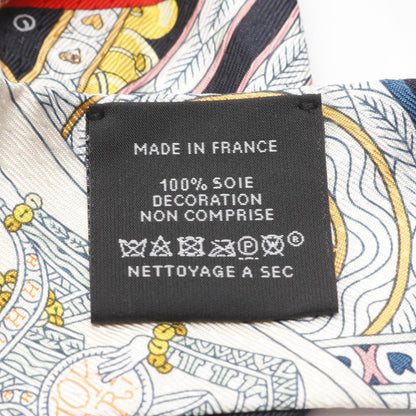 MADE IN FRANCE
100% SOIE
DECORATION
NON COMPRISE
P W ®
NETTOYAGE A SEC